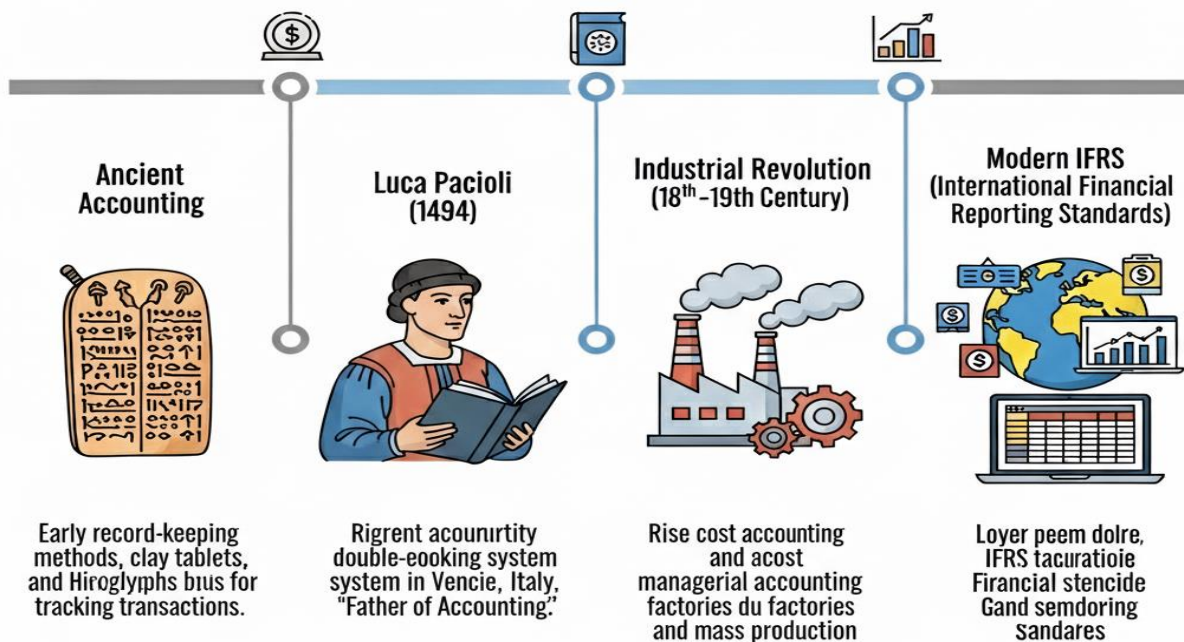 Ancient
Accounting
Early record-keeping
methods, clay tablets,
and Hiroglyphs bius for
tracking transactions.
Luca Pacioli
(1494)
Rigrent acounurtity
double-eooking system
system in Vencie, Italy,
"Father of Accounting."
Industrial Revolution
(18th-19th Century)
Rise cost accounting
and acost
managerial accounting
factories du factories
and mass production
Modern IFRS
(International Financial
Reporting Standards)
Loyer peem dolre,
IFRS tacuratioie
Financial stencide
Gand semdoring
sandares